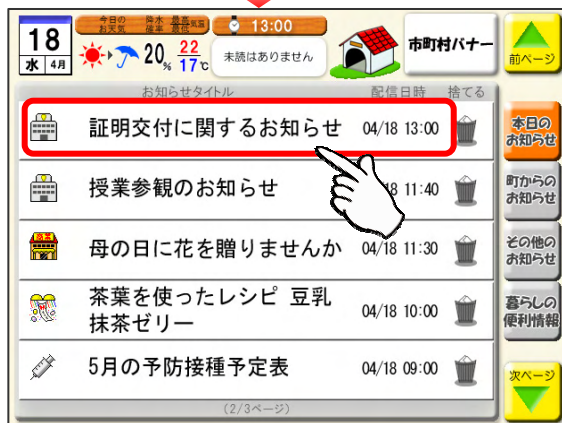 今日の お天気 降水 確率 最高 最低 気温 13:00
18
水 4月
20% 22 17℃
未読はありません
市町村バナー
前ページ
お知らせタイトル 配信日時 捨てる
証明交付に関するお知らせ 04/18 13:00
授業参観のお知らせ 18 11:40
母の日に花を贈りませんか 04/18 11:30
茶葉を使ったレシピ 豆乳
抹茶ゼリー 04/18 10:00
5月の予防接種予定表 04/18 09:00
(2/3ページ)
本日の
お知らせ
町からの
お知らせ
その他の
お知らせ
暮らしの
便利情報
次ページ